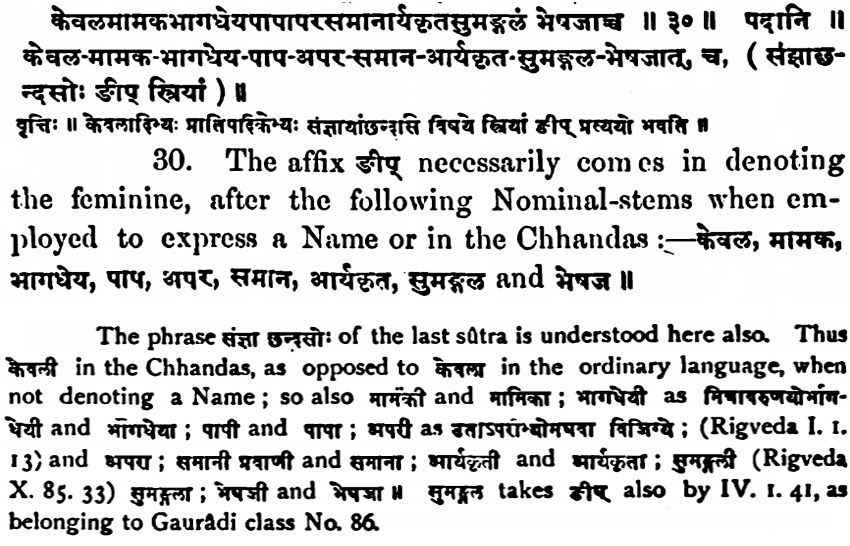 केवलमामकभागधेयपापापरसमानार्यकृतसुमङ्गलं भेषजाच्च ॥ ३० ॥ पदानि ॥
केवल-मामक-भागधेय-पाप-अपर-समान-आर्यकृत-सुमङ्गल-भेषजात्, च, ( संज्ञाछ-
न्दसोः ङीप् स्त्रियां ) ॥
वृत्तिः ॥ केवलादिभ्यः प्रातिपदिकेभ्यः संज्ञायांछन्दसि विषये स्त्रियां ङीप् प्रत्ययो भवति ॥
30. The affix ङीप् necessarily comes in denoting
the feminine, after the following Nominal-stems when em-
ployed to express a Name or in the Chhandas :—केवल, मामक,
भागधेय, पाप, अपर, समान, आर्यकृत, सुमङ्गल and भेषज ॥
The phrase संज्ञा छन्दसोः of the last sûtra is understood here also. Thus
केवली in the Chhandas, as opposed to केवला in the ordinary language, when
not denoting a Name ; so also मामकी and मामिका ; भागधेयी as मित्रावरुणयोर्भाग-
धेयी and भागधेया ; पापी and पापा ; अपरी as उताऽपरीभ्योमघवा विजिग्ये ; (Rigveda I. 1.
13) and अपरा ; समानी प्रवाणी and समाना ; आर्यकृती and आर्यकृता ; सुमङ्गली (Rigveda
X. 85. 33) सुमङ्गला ; भेषजी and भेषजा ॥ सुमङ्गल takes ङीष् also by IV. 1. 41, as
belonging to Gaurâdi class No. 86.